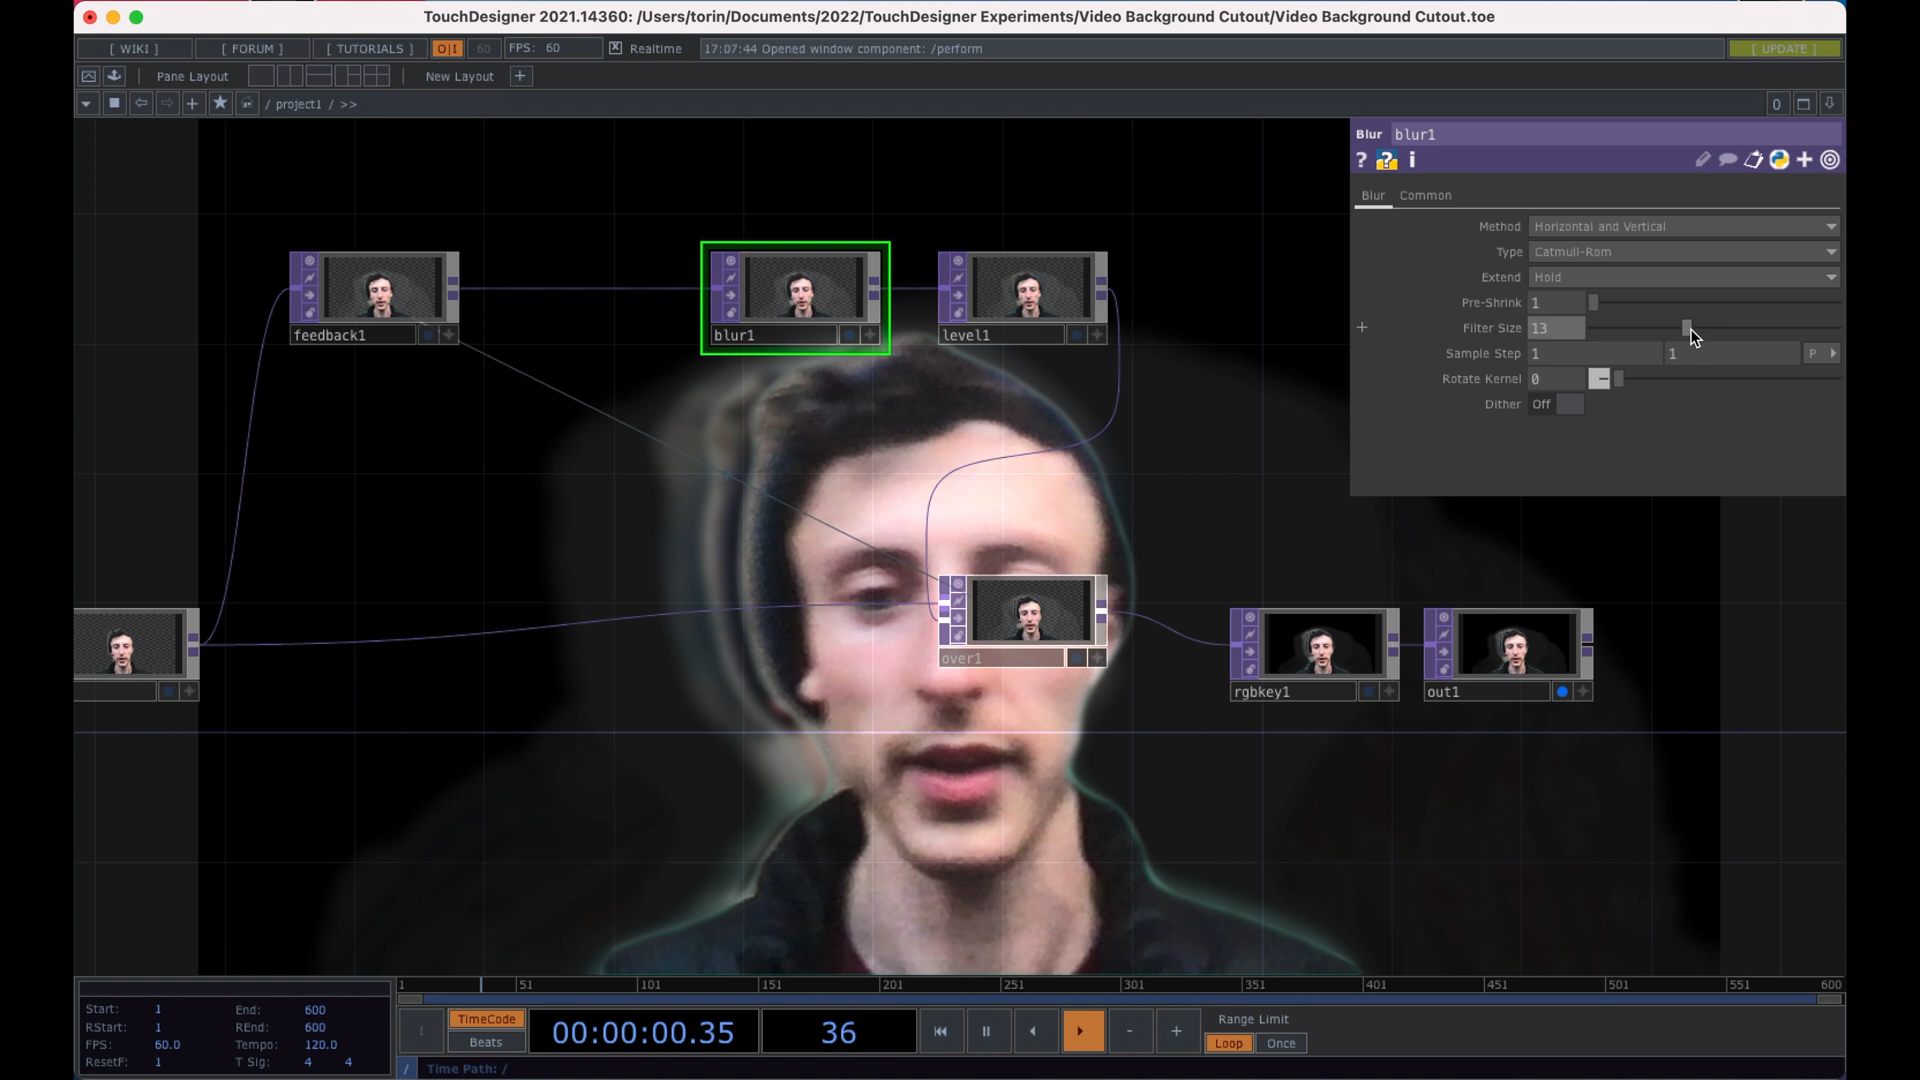 TouchDesigner 2021.14360: /Users/torin/Documents/2022/TouchDesigner Experiments/Video Background Cutout/Video Background Cutout.toe
[ WIKI ] [ FORUM ] [ TUTORIALS ] O|I 60 FPS: 60 Realtime 17:07:44 Opened window component: /perform [ UPDATE ]
Pane Layout New Layout +
/ project1 / >> 0
Blur blur1
? ? i
Blur Common
Method Horizontal and Vertical
Type Catmull-Rom
Extend Hold
Pre-Shrink 1
Filter Size 13
Sample Step 1 1 P
Rotate Kernel 0
Dither Off
feedback1
blur1
level1
over1
rgbkey1
out1
1 51 101 151 201 251 301 351 401 451 501 551 600
Start: 1 End: 600
RStart: 1 REnd: 600
FPS: 60.0 Tempo: 120.0
ResetF: 1 T Sig: 4 4
TimeCode
Beats
00:00:00.35
36
- +
Range Limit
Loop Once
/ Time Path: /